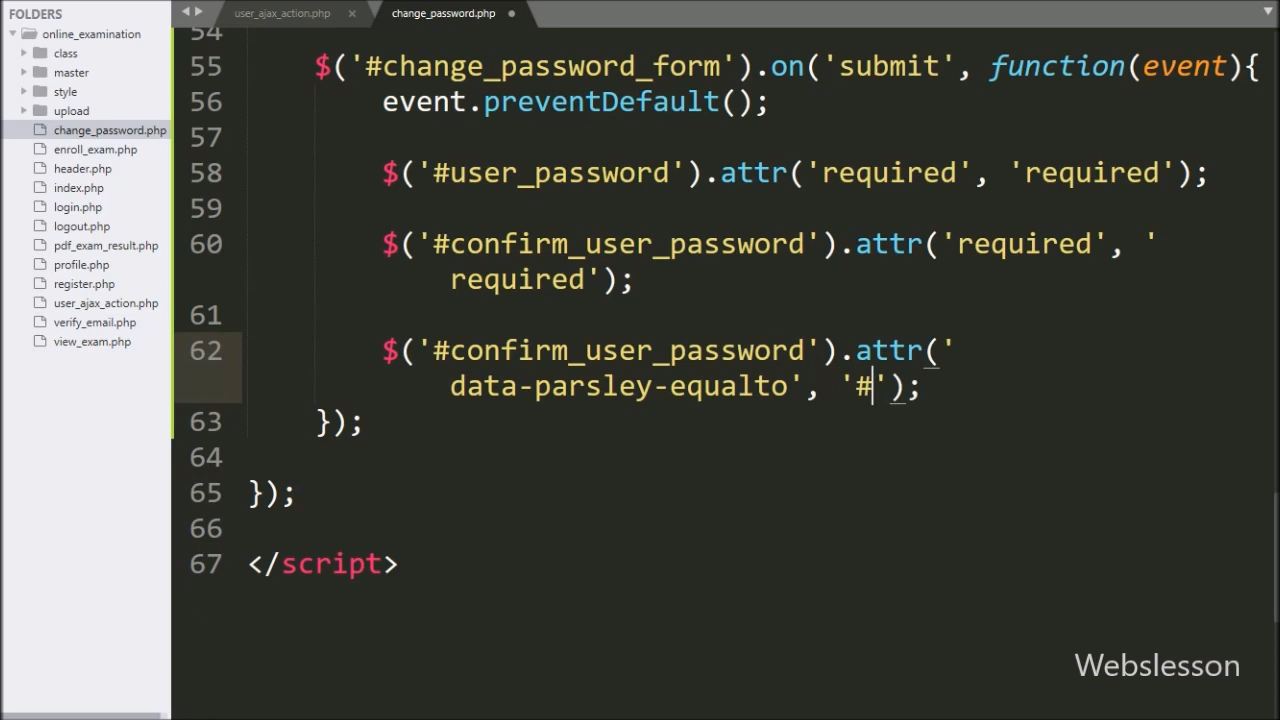 FOLDERS
online_examination
class
master
style
upload
change_password.php
enroll_exam.php
header.php
index.php
login.php
logout.php
pdf_exam_result.php
profile.php
register.php
user_ajax_action.php
verify_email.php
view_exam.php
user_ajax_action.php
change_password.php
54
55 $('#change_password_form').on('submit', function(event){
56 event.preventDefault();
57
58 $('#user_password').attr('required', 'required');
59
60 $('#confirm_user_password').attr('required', '
required');
61
62 $('#confirm_user_password').attr('
data-parsley-equalto', '#');
63 });
64
65 });
66
67 </script>
Webslesson